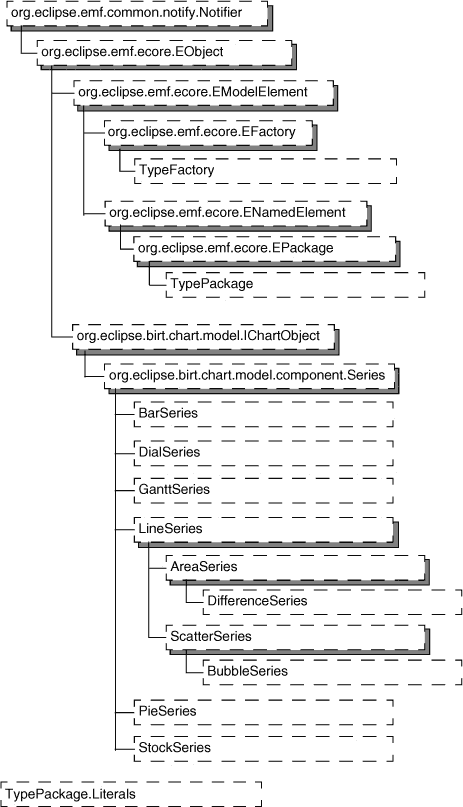 org.eclipse.emf.common.notify.Notifier
org.eclipse.emf.ecore.EObject
org.eclipse.emf.ecore.EModelElement
org.eclipse.emf.ecore.EFactory
TypeFactory
org.eclipse.emf.ecore.ENamedElement
org.eclipse.emf.ecore.EPackage
TypePackage
org.eclipse.birt.chart.model.IChartObject
org.eclipse.birt.chart.model.component.Series
BarSeries
DialSeries
GanttSeries
LineSeries
AreaSeries
DifferenceSeries
ScatterSeries
BubbleSeries
PieSeries
StockSeries
TypePackage.Literals